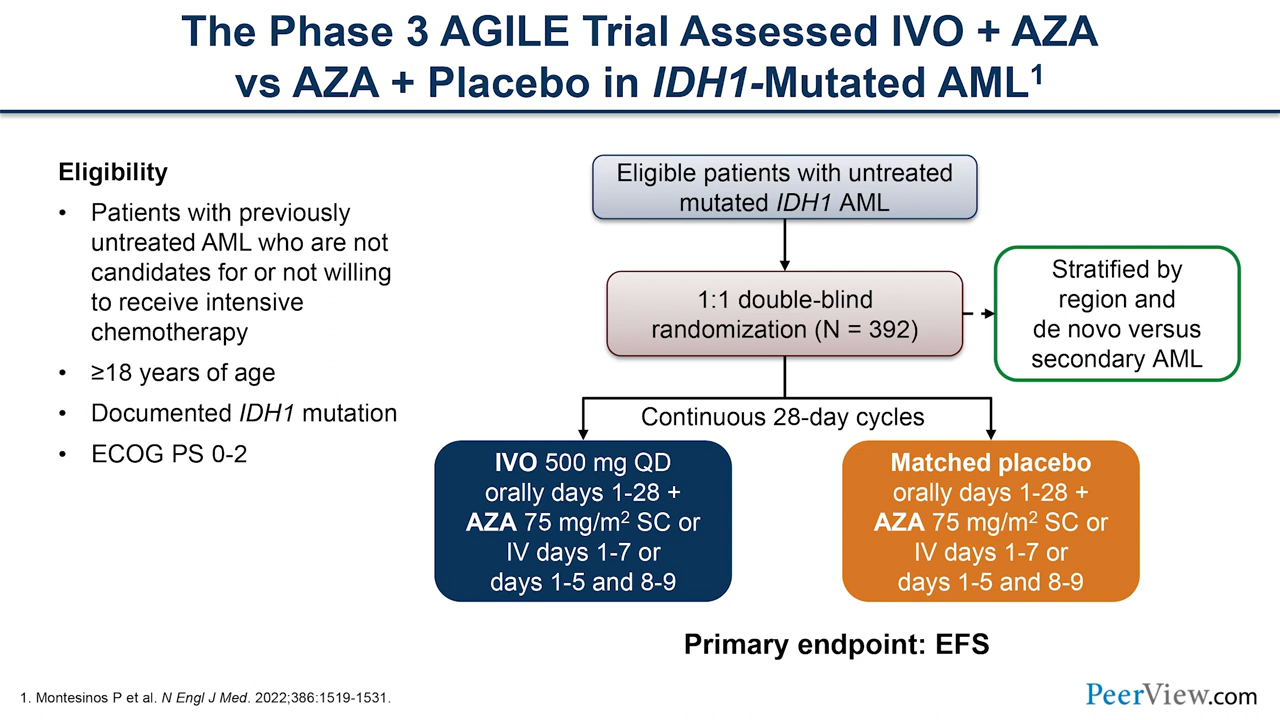 The Phase 3 AGILE Trial Assessed IVO + AZA
vs AZA + Placebo in IDH1-Mutated AML1
Eligibility
• Patients with previously
untreated AML who are not
candidates for or not willing
to receive intensive
chemotherapy
• ≥18 years of age
• Documented IDH1 mutation
• ECOG PS 0-2
Eligible patients with untreated
mutated IDH1 AML
1:1 double-blind
randomization (N = 392)
Stratified by
region and
de novo versus
secondary AML
Continuous 28-day cycles
IVO 500 mg QD
orally days 1-28 +
AZA 75 mg/m2 SC or
IV days 1-7 or
days 1-5 and 8-9
Matched placebo
orally days 1-28 +
AZA 75 mg/m2 SC or
IV days 1-7 or
days 1-5 and 8-9
Primary endpoint: EFS
1. Montesinos P et al. N Engl J Med. 2022;386:1519-1531.
PeerView.com